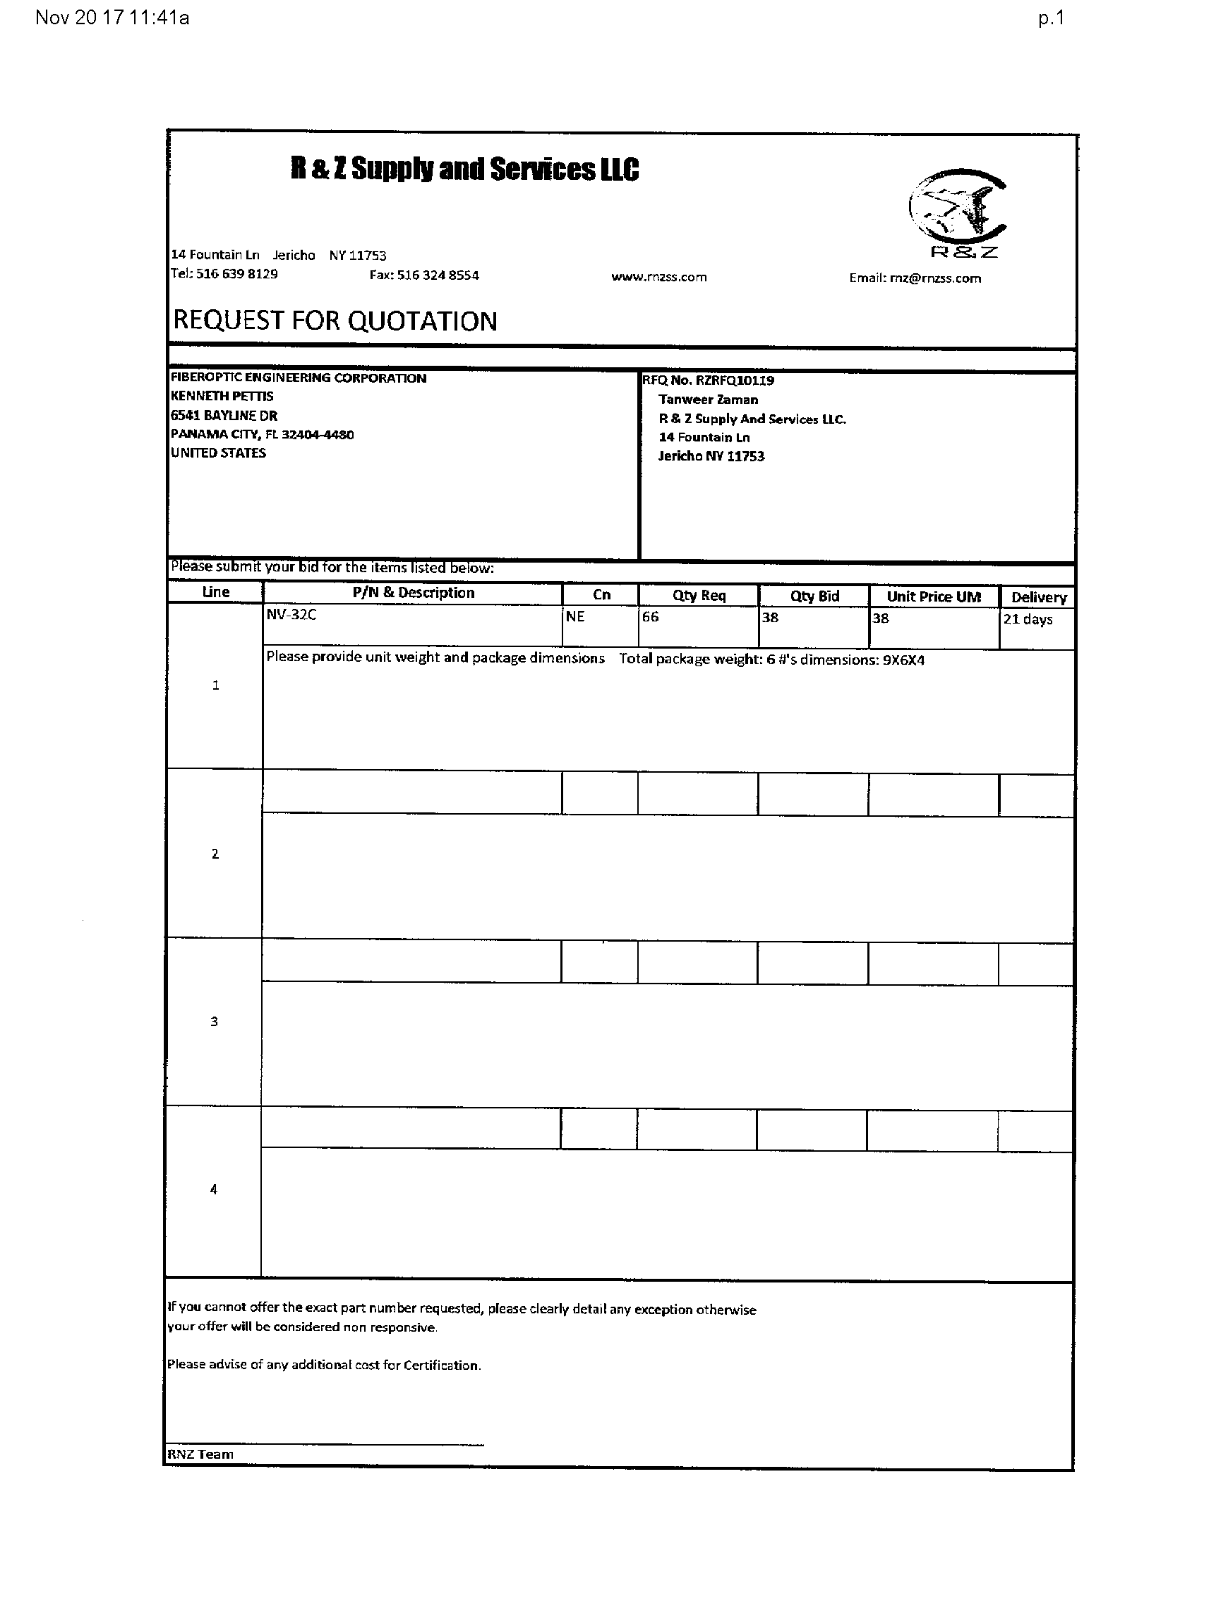 Nov 20 17 11:41a p.1
R & Z Supply and Services LLC
R&Z
14 Fountain Ln Jericho NY 11753
Tel: 516 639 8129 Fax: 516 324 8554 www.rnzss.com Email: rnz@rnzss.com
REQUEST FOR QUOTATION
FIBEROPTIC ENGINEERING CORPORATION
KENNETH PETTIS
6541 BAYLINE DR
PANAMA CITY, FL 32404-4480
UNITED STATES
RFQ No. RZRFQ10119
Tanweer Zaman
R & Z Supply And Services LLC.
14 Fountain Ln
Jericho NY 11753
Please submit your bid for the items listed below:
Line P/N & Description Cn Qty Req Qty Bid Unit Price UM Delivery
NV-32C NE 66 38 38 21 days
Please provide unit weight and package dimensions Total package weight: 6 #'s dimensions: 9X6X4
1
2
3
4
If you cannot offer the exact part number requested, please clearly detail any exception otherwise
your offer will be considered non responsive.
Please advise of any additional cost for Certification.
RNZ Team